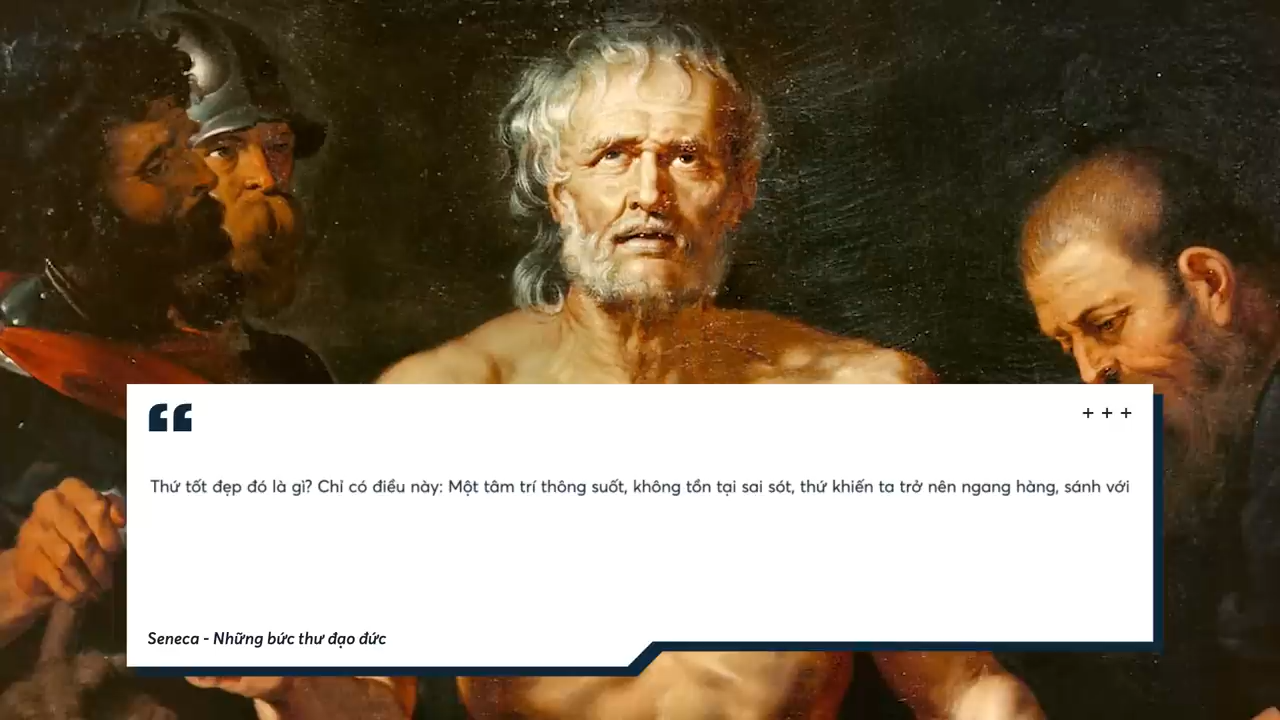 “
+ + +
Thứ tốt đẹp đó là gì? Chỉ có điều này: Một tâm trí thông suốt, không tồn tại sai sót, thứ khiến ta trở nên ngang hàng, sánh với
Seneca - Những bức thư đạo đức